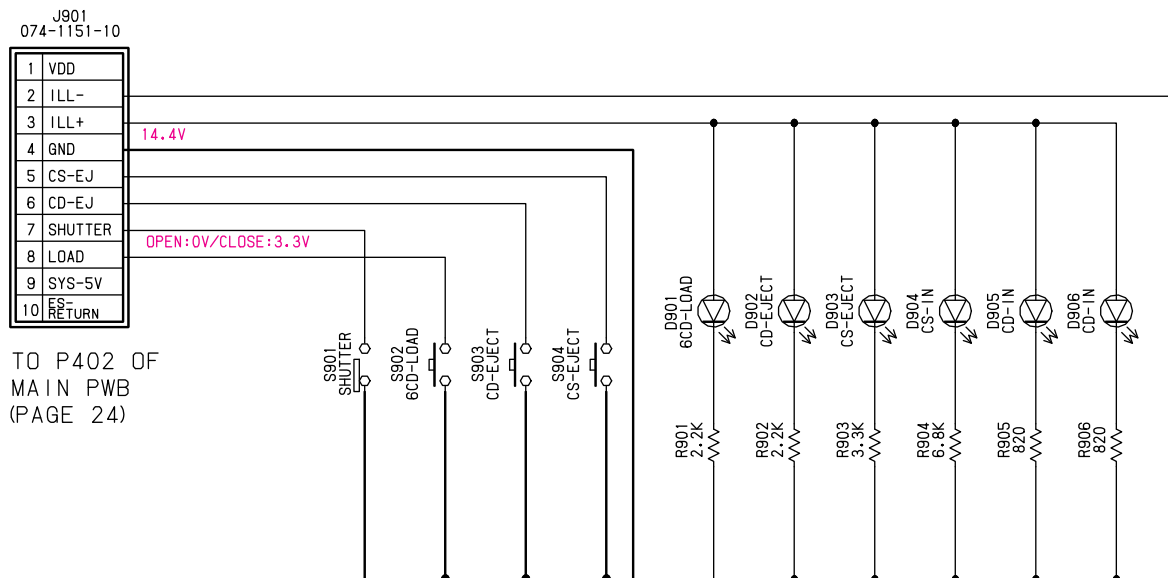 J901
074-1151-10
1 VDD
2 ILL-
3 ILL+
4 GND
5 CS-EJ
6 CD-EJ
7 SHUTTER
8 LOAD
9 SYS-5V
10 ES-
RETURN
14.4V
OPEN:0V/CLOSE:3.3V
TO P402 OF
MAIN PWB
(PAGE 24)
S901
SHUTTER
S902
6CD-LOAD
S903
CD-EJECT
S904
CS-EJECT
D901
6CD-LOAD
D902
CD-EJECT
D903
CS-EJECT
D904
CS-IN
D905
CD-IN
D906
CD-IN
R901
2.2K
R902
2.2K
R903
3.3K
R904
6.8K
R905
820
R906
820